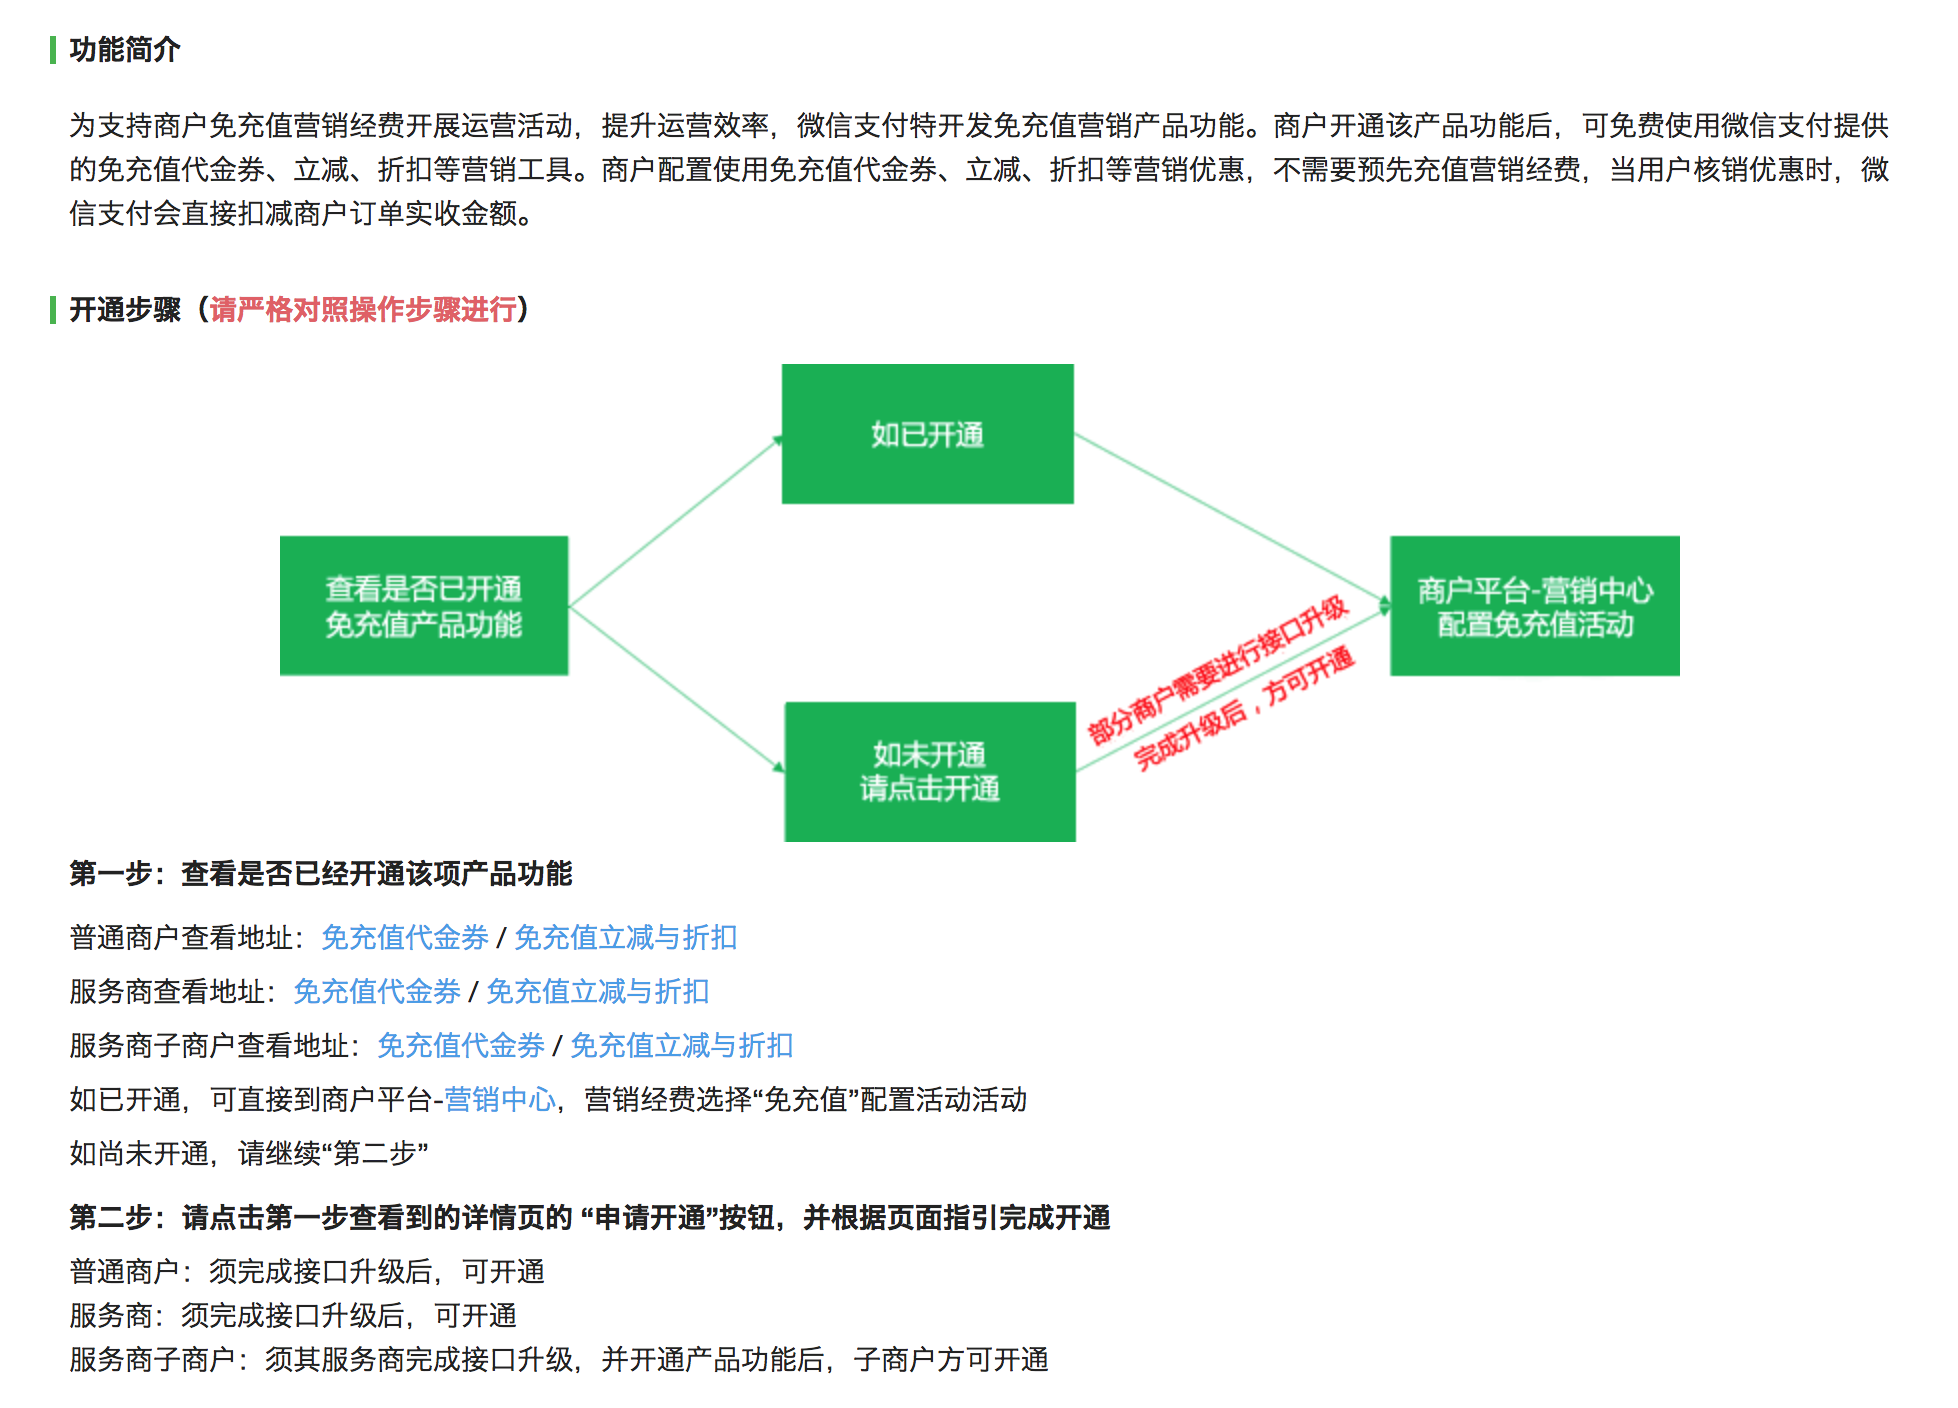 功能简介
为支持商户免充值营销经费开展运营活动，提升运营效率，微信支付特开发免充值营销产品功能。商户开通该产品功能后，可免费使用微信支付提供
的免充值代金券、立减、折扣等营销工具。商户配置使用免充值代金券、立减、折扣等营销优惠，不需要预先充值营销经费，当用户核销优惠时，微
信支付会直接扣减商户订单实收金额。
开通步骤（请严格对照操作步骤进行）
如已开通
查看是否已开通
免充值产品功能
商户平台-营销中心
配置免充值活动
部分商户需要进行接口升级
完成升级后，方可开通
如未开通
请点击开通
第一步：查看是否已经开通该项产品功能
普通商户查看地址：免充值代金券 / 免充值立减与折扣
服务商查看地址：免充值代金券 / 免充值立减与折扣
服务商子商户查看地址：免充值代金券 / 免充值立减与折扣
如已开通，可直接到商户平台-营销中心，营销经费选择“免充值”配置活动活动
如尚未开通，请继续“第二步”
第二步：请点击第一步查看到的详情页的 “申请开通”按钮，并根据页面指引完成开通
普通商户：须完成接口升级后，可开通
服务商：须完成接口升级后，可开通
服务商子商户：须其服务商完成接口升级，并开通产品功能后，子商户方可开通